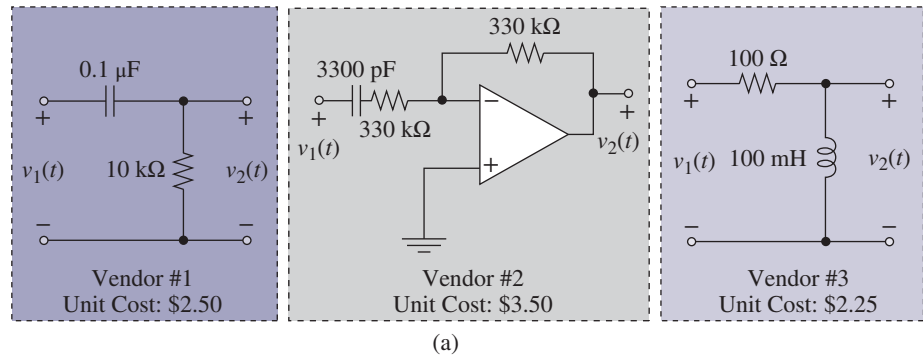 0.1 μF
+
+
v1(t)
10 kΩ
v2(t)
−
−
Vendor #1
Unit Cost: $2.50
330 kΩ
3300 pF
330 kΩ
−
+
+
+
v1(t)
v2(t)
Vendor #2
Unit Cost: $3.50
100 Ω
+
+
v1(t)
100 mH
v2(t)
−
−
Vendor #3
Unit Cost: $2.25
(a)